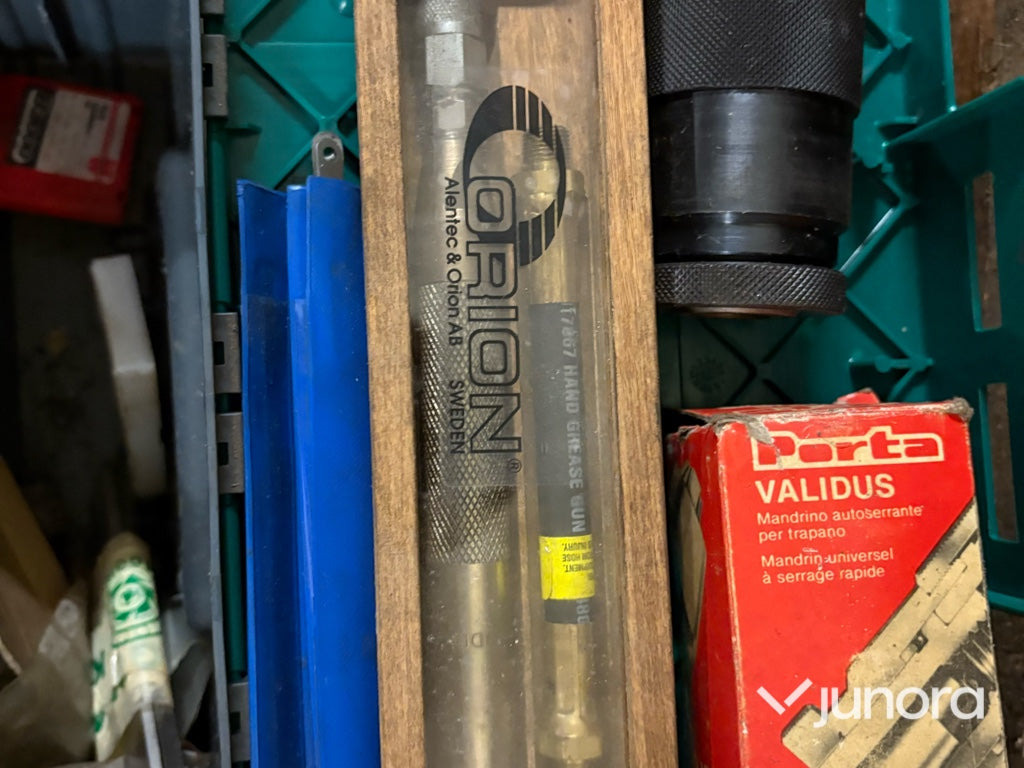 ORION
®
Alentec & Orion AB SWEDEN
HAND GREASE GUN
Porta
VALIDUS
Mandrino autoserrante
per trapano
Mandrin universel
à serrage rapide
junora